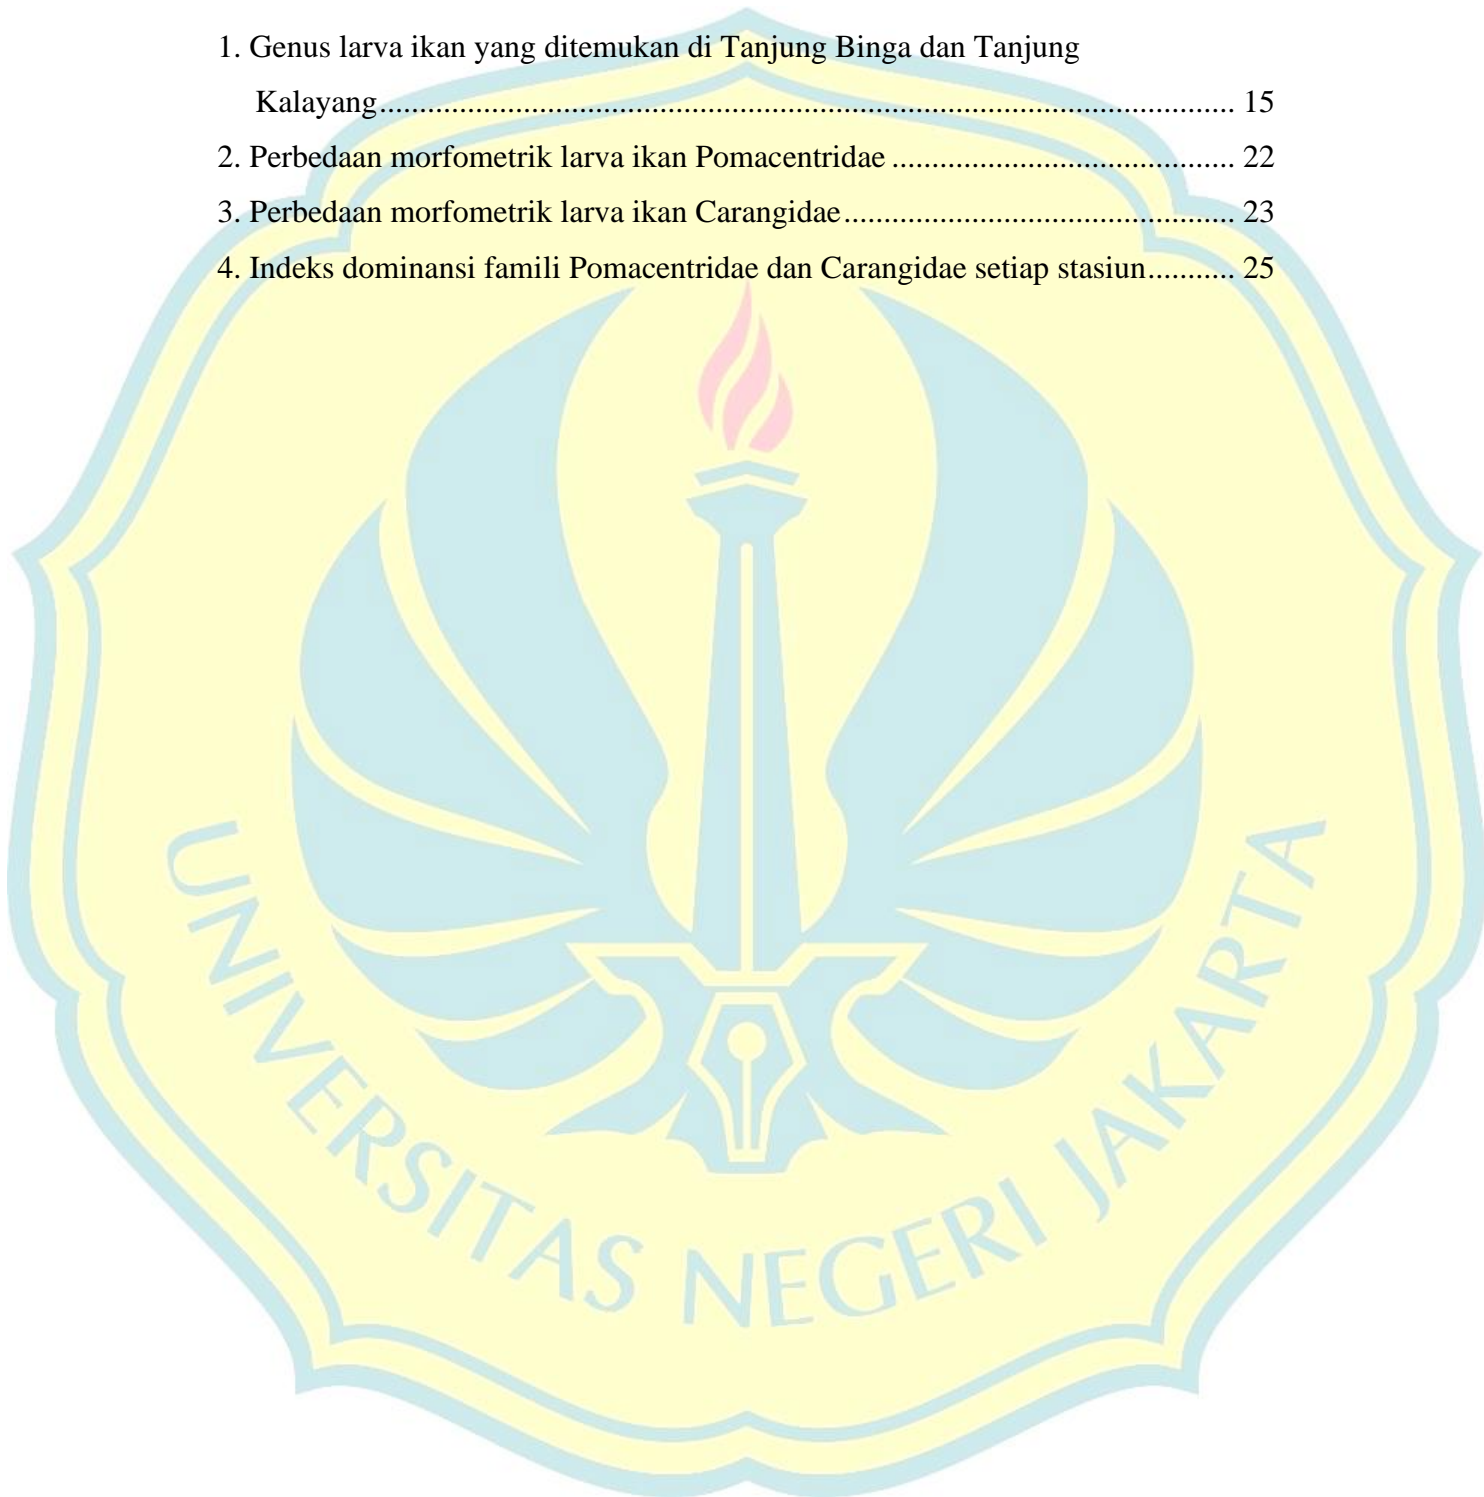 1. Genus larva ikan yang ditemukan di Tanjung Binga dan Tanjung
Kalayang.......................................................................................................... 15
2. Perbedaan morfometrik larva ikan Pomacentridae .......................................... 22
3. Perbedaan morfometrik larva ikan Carangidae................................................ 23
4. Indeks dominansi famili Pomacentridae dan Carangidae setiap stasiun........... 25
UNIVERSITAS NEGERI JAKARTA